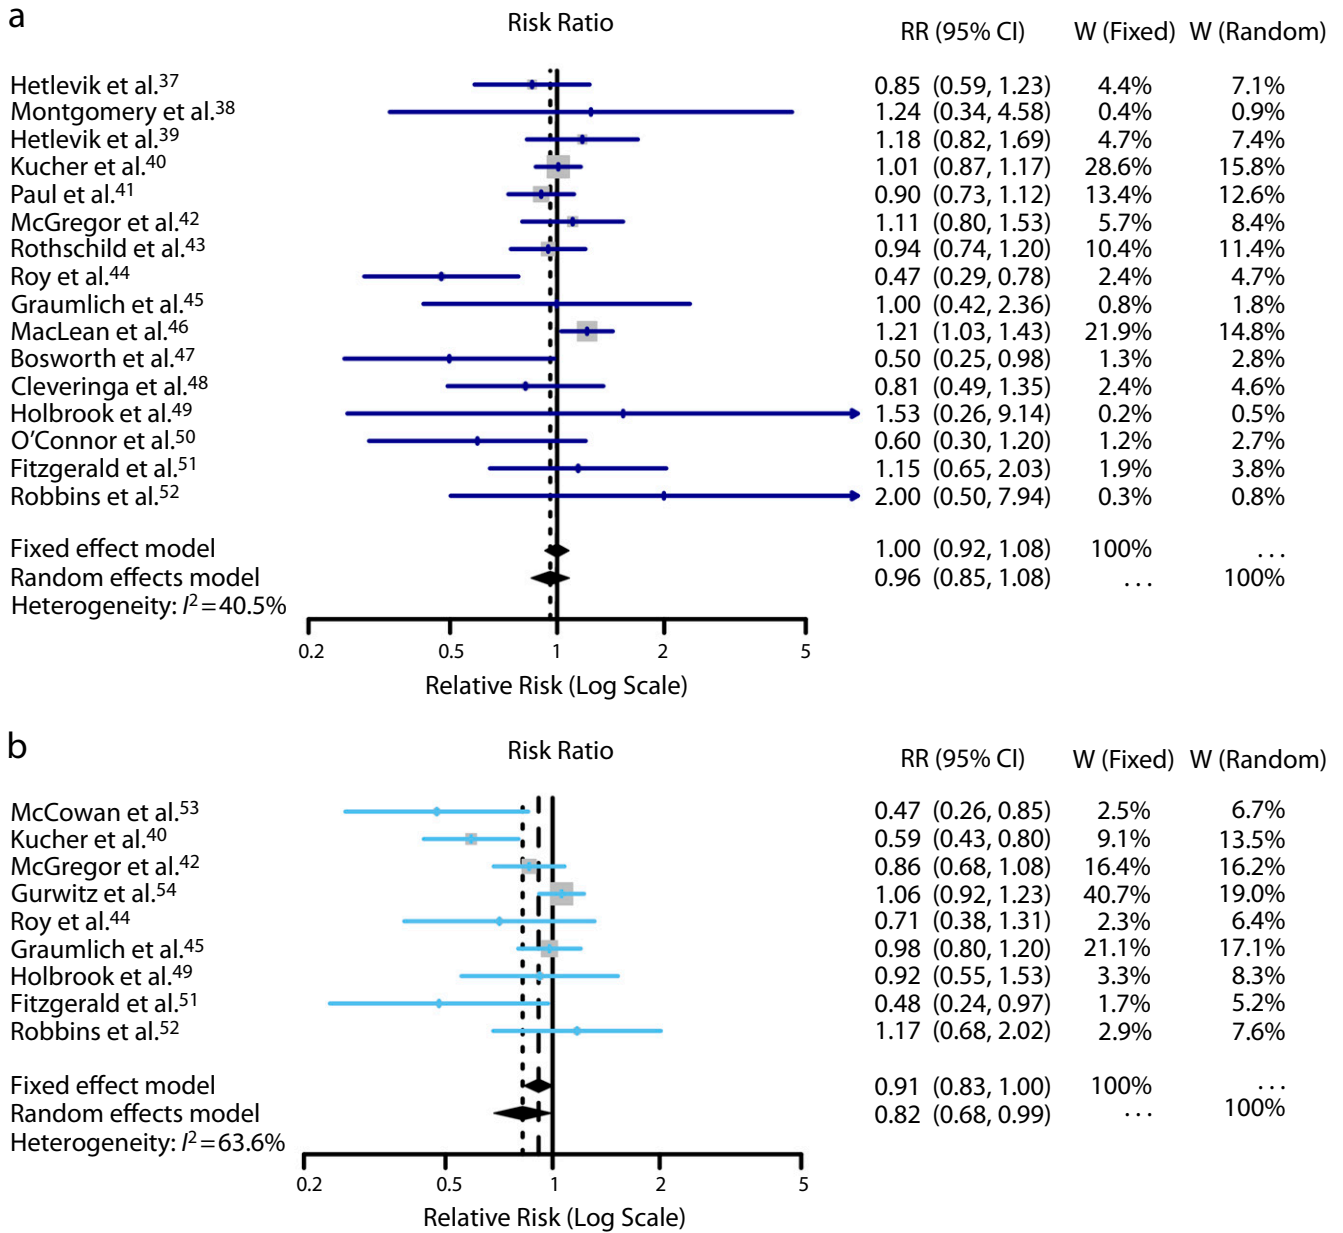 a
Risk Ratio
RR (95% CI) W (Fixed) W (Random)
Hetlevik et al.37 0.85 (0.59, 1.23) 4.4% 7.1%
Montgomery et al.38 1.24 (0.34, 4.58) 0.4% 0.9%
Hetlevik et al.39 1.18 (0.82, 1.69) 4.7% 7.4%
Kucher et al.40 1.01 (0.87, 1.17) 28.6% 15.8%
Paul et al.41 0.90 (0.73, 1.12) 13.4% 12.6%
McGregor et al.42 1.11 (0.80, 1.53) 5.7% 8.4%
Rothschild et al.43 0.94 (0.74, 1.20) 10.4% 11.4%
Roy et al.44 0.47 (0.29, 0.78) 2.4% 4.7%
Graumlich et al.45 1.00 (0.42, 2.36) 0.8% 1.8%
MacLean et al.46 1.21 (1.03, 1.43) 21.9% 14.8%
Bosworth et al.47 0.50 (0.25, 0.98) 1.3% 2.8%
Cleveringa et al.48 0.81 (0.49, 1.35) 2.4% 4.6%
Holbrook et al.49 1.53 (0.26, 9.14) 0.2% 0.5%
O'Connor et al.50 0.60 (0.30, 1.20) 1.2% 2.7%
Fitzgerald et al.51 1.15 (0.65, 2.03) 1.9% 3.8%
Robbins et al.52 2.00 (0.50, 7.94) 0.3% 0.8%
Fixed effect model 1.00 (0.92, 1.08) 100% ...
Random effects model 0.96 (0.85, 1.08) ... 100%
Heterogeneity: I²=40.5%
0.2 0.5 1 2 5
Relative Risk (Log Scale)
b
Risk Ratio
RR (95% CI) W (Fixed) W (Random)
McCowan et al.53 0.47 (0.26, 0.85) 2.5% 6.7%
Kucher et al.40 0.59 (0.43, 0.80) 9.1% 13.5%
McGregor et al.42 0.86 (0.68, 1.08) 16.4% 16.2%
Gurwitz et al.54 1.06 (0.92, 1.23) 40.7% 19.0%
Roy et al.44 0.71 (0.38, 1.31) 2.3% 6.4%
Graumlich et al.45 0.98 (0.80, 1.20) 21.1% 17.1%
Holbrook et al.49 0.92 (0.55, 1.53) 3.3% 8.3%
Fitzgerald et al.51 0.48 (0.24, 0.97) 1.7% 5.2%
Robbins et al.52 1.17 (0.68, 2.02) 2.9% 7.6%
Fixed effect model 0.91 (0.83, 1.00) 100% ...
Random effects model 0.82 (0.68, 0.99) ... 100%
Heterogeneity: I²=63.6%
0.2 0.5 1 2 5
Relative Risk (Log Scale)